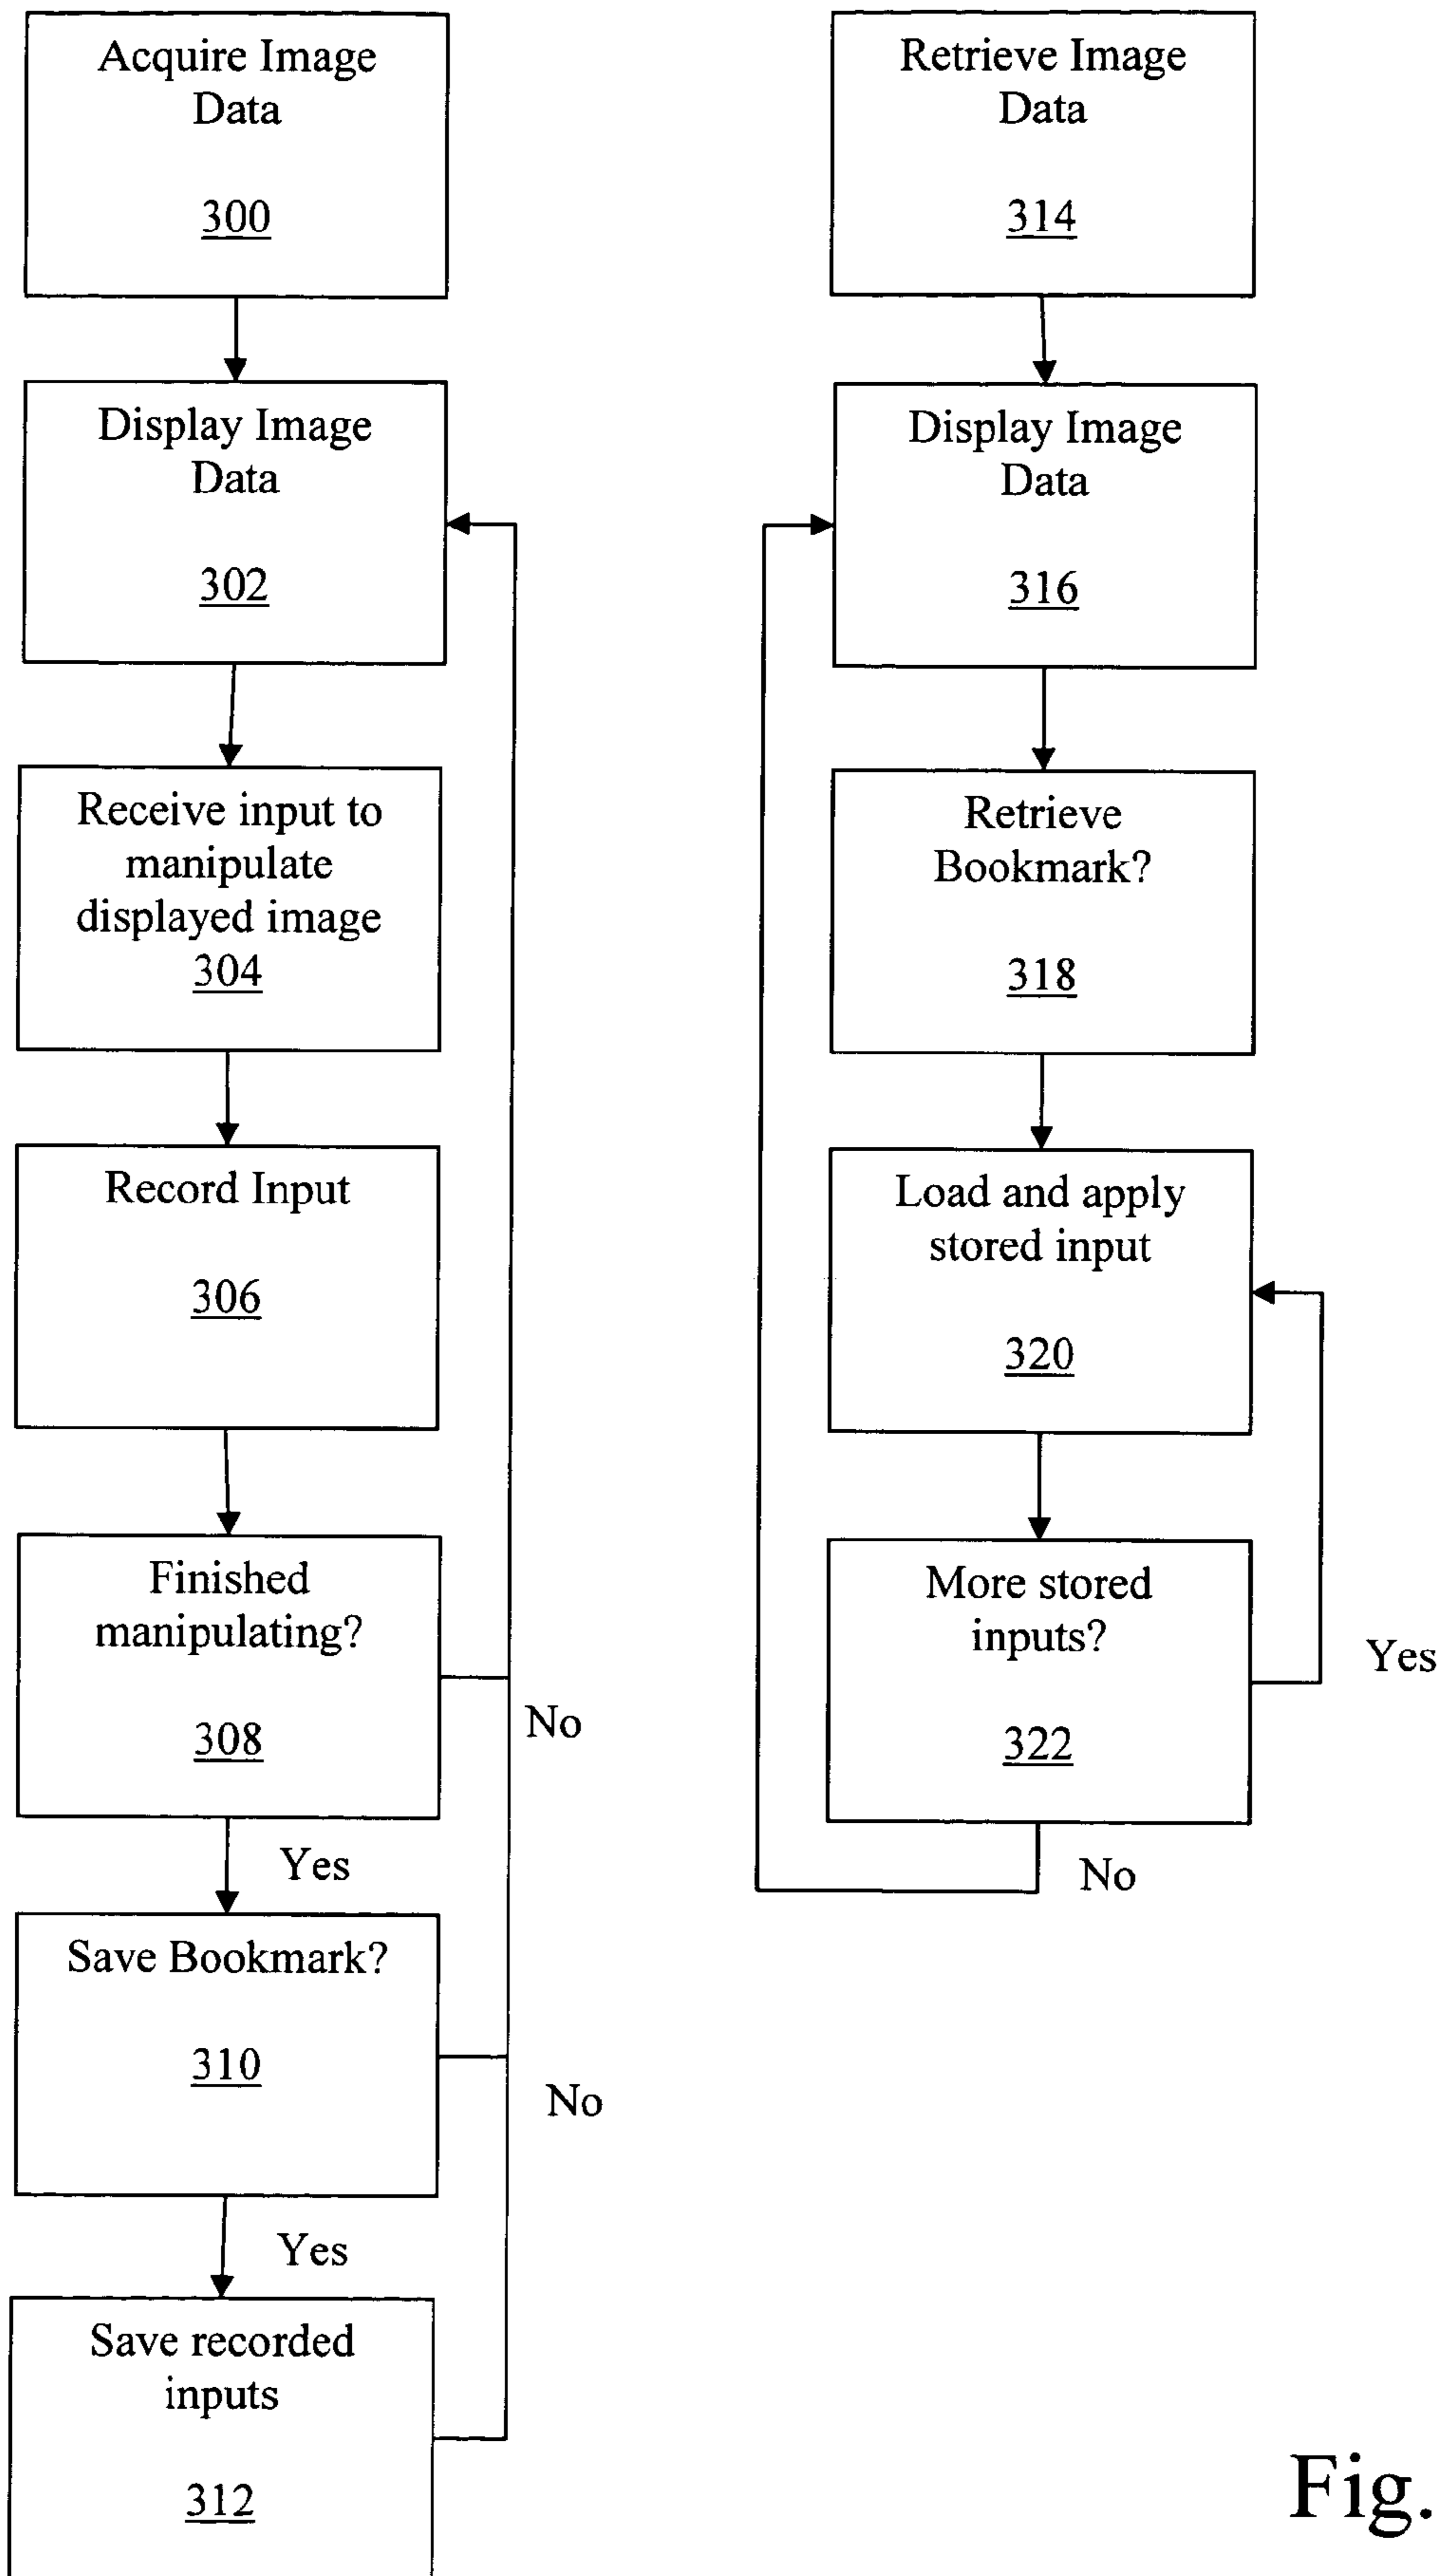 Acquire Image
Data
300
Display Image
Data
302
Receive input to
manipulate
displayed image
304
Record Input
306
Finished
manipulating?
308
No
Yes
Save Bookmark?
310
No
Yes
Save recorded
inputs
312
Retrieve Image
Data
314
Display Image
Data
316
Retrieve
Bookmark?
318
Load and apply
stored input
320
More stored
inputs?
322
Yes
No
Fig.